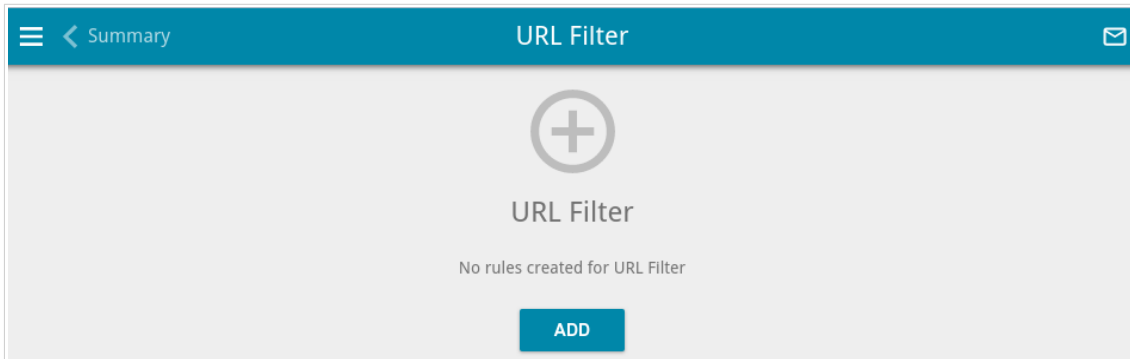 Summary
URL Filter
URL Filter
No rules created for URL Filter
ADD